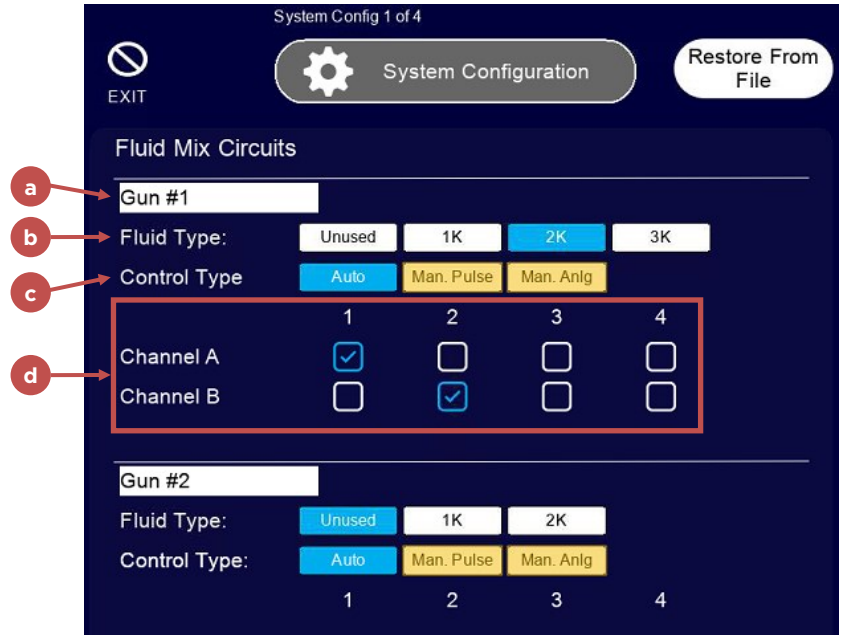 System Config 1 of 4
EXIT
System Configuration
Restore From
File
Fluid Mix Circuits
a
Gun #1
b
Fluid Type: Unused 1K 2K 3K
c
Control Type Auto Man. Pulse Man. Anlg
1 2 3 4
Channel A
d
Channel B
Gun #2
Fluid Type: Unused 1K 2K
Control Type: Auto Man. Pulse Man. Anlg
1 2 3 4